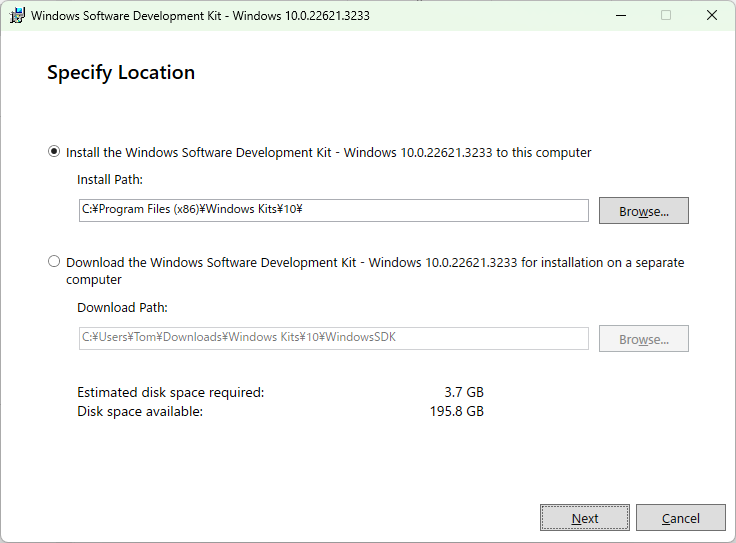 Windows Software Development Kit - Windows 10.0.22621.3233
Specify Location
Install the Windows Software Development Kit - Windows 10.0.22621.3233 to this computer
Install Path:
C:¥Program Files (x86)¥Windows Kits¥10¥
Browse...
Download the Windows Software Development Kit - Windows 10.0.22621.3233 for installation on a separate
computer
Download Path:
C:¥Users¥Tom¥Downloads¥Windows Kits¥10¥WindowsSDK
Browse...
Estimated disk space required: 3.7 GB
Disk space available: 195.8 GB
Next Cancel